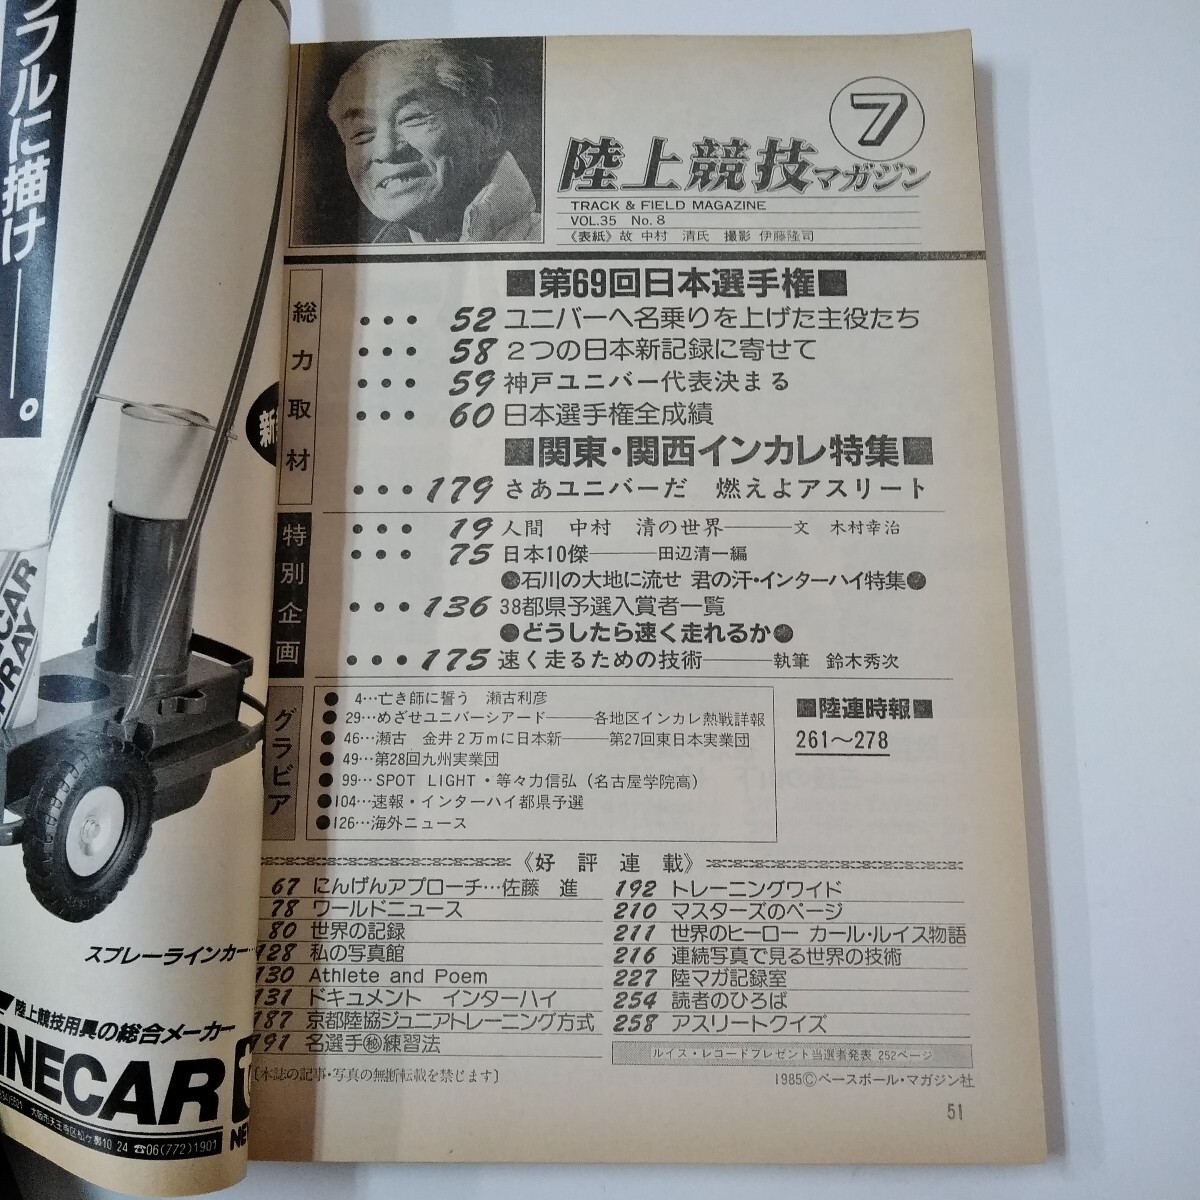 フルに描け——。
新
CAR
PRAY
スプレーラインカー
陸上競技用具の総合メーカー
INECAR
大阪市天王寺区松ヶ鼻10 24 ☎06(772)1901
NE
7
陸上競技マガジン
TRACK & FIELD MAGAZINE
VOL.35 No.8
《表紙》故 中村 清氏 撮影 伊藤隆司
総力取材
■第69回日本選手権■
••• 52 ユニバーへ名乗りを上げた主役たち
••• 58 2つの日本新記録に寄せて
••• 59 神戸ユニバー代表決まる
••• 60 日本選手権全成績
■関東・関西インカレ特集■
••• 179 さあユニバーだ 燃えよアスリート
特別企画
••• 19 人間 中村 清の世界———文 木村幸治
••• 75 日本10傑———田辺清一編
●石川の大地に流せ 君の汗・インターハイ特集●
••• 136 38都県予選入賞者一覧
●どうしたら速く走れるか●
••• 175 速く走るための技術———執筆 鈴木秀次
グラビア
● 4…亡き師に誓う 瀬古利彦
● 29…めざせユニバーシアード———各地区インカレ熱戦詳報
● 46…瀬古 金井2万mに日本新———第27回東日本実業団
● 49…第28回九州実業団
● 99…SPOT LIGHT・等々力信弘(名古屋学院高)
●104…速報・インターハイ都県予選
●126…海外ニュース
■陸連時報■
261〜278
《好評連載》
67 にんげんアプローチ…佐藤 進
78 ワールドニュース
80 世界の記録
128 私の写真館
130 Athlete and Poem
131 ドキュメント インターハイ
187 京都陸協ジュニアトレーニング方式
191 名選手㊙練習法
192 トレーニングワイド
210 マスターズのページ
211 世界のヒーロー カール・ルイス物語
216 連続写真で見る世界の技術
227 陸マガ記録室
254 読者のひろば
258 アスリートクイズ
ルイス・レコードプレゼント当選者発表 252ページ
〔本誌の記事・写真の無断転載を禁じます〕
1985©ベースボール・マガジン社
51